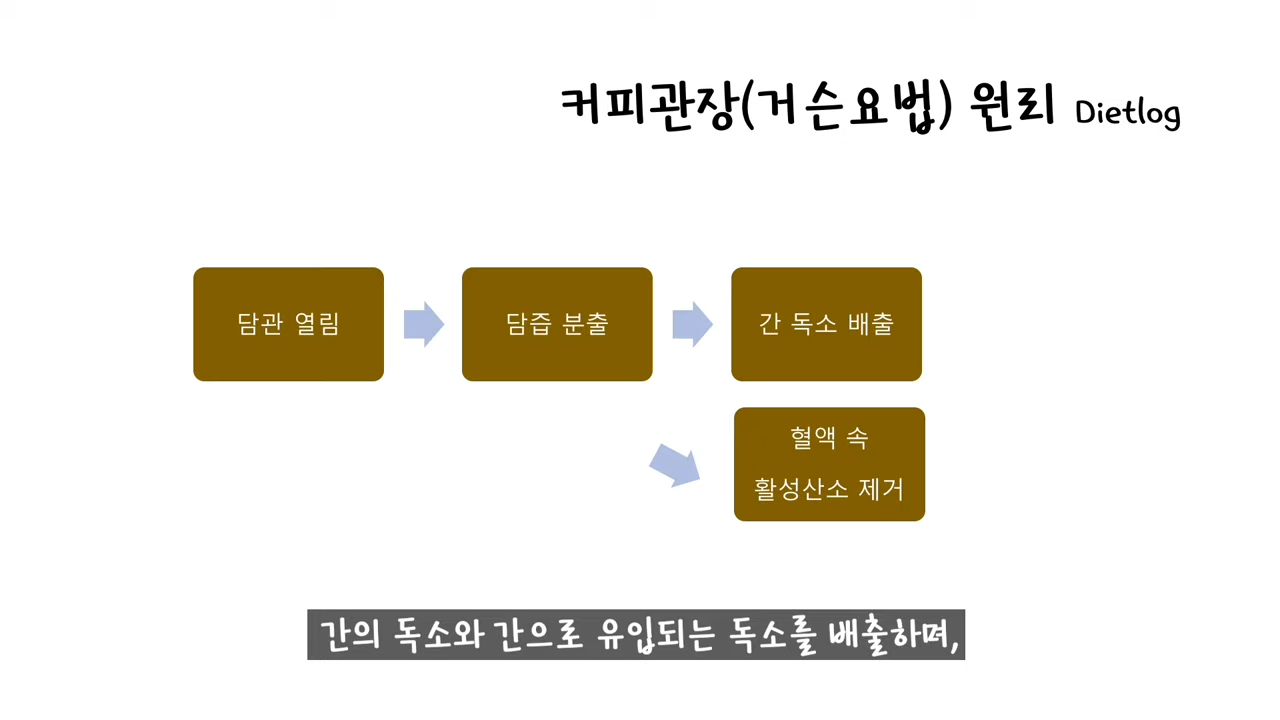 커피관장(거슨요법) 원리 Dietlog
담관 열림
담즙 분출
간 독소 배출
혈액 속
활성산소 제거
간의 독소와 간으로 유입되는 독소를 배출하며,